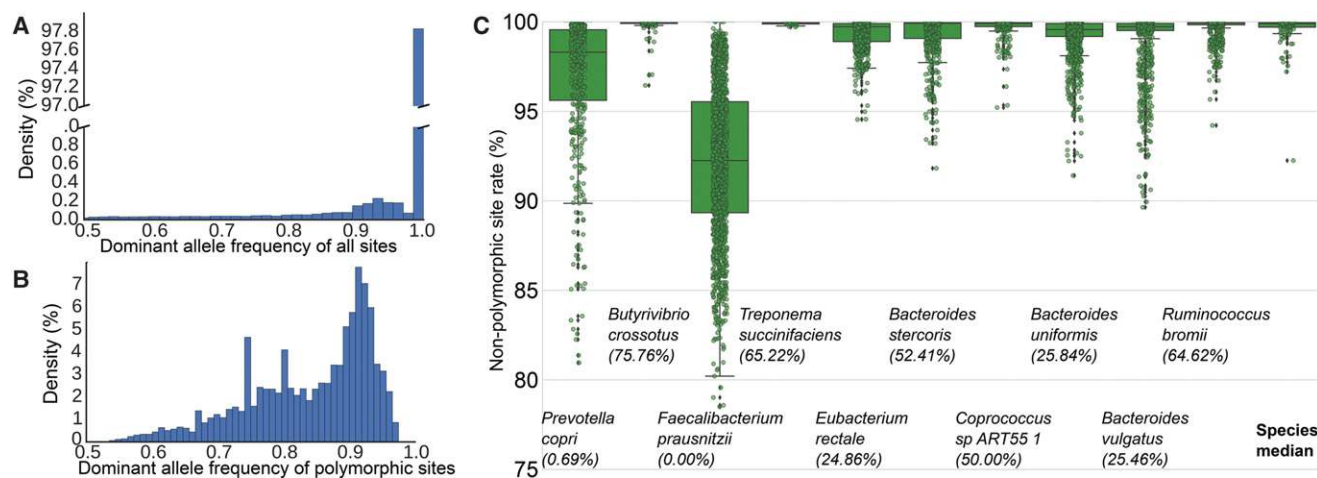 A
97.8
97.6
97.4
97.2
97.0
.0
0.8
0.6
0.4
0.2
0.0
Density (%)
0.5 0.6 0.7 0.8 0.9 1.0
Dominant allele frequency of all sites
B
7
6
5
4
3
2
1
0
Density (%)
0.5 0.6 0.7 0.8 0.9 1.0
Dominant allele frequency of polymorphic sites
C
100
95
90
85
80
75
Non-polymorphic site rate (%)
Butyrivibrio
crossotus
(75.76%)
Treponema
succinifaciens
(65.22%)
Bacteroides
stercoris
(52.41%)
Bacteroides
uniformis
(25.84%)
Ruminococcus
bromii
(64.62%)
Prevotella
copri
(0.69%)
Faecalibacterium
prausnitzii
(0.00%)
Eubacterium
rectale
(24.86%)
Coprococcus
sp ART55 1
(50.00%)
Bacteroides
vulgatus
(25.46%)
Species
median